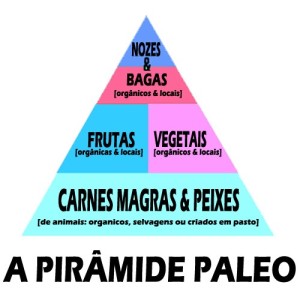 NOZES
&
BAGAS
[orgânicos & locais]
FRUTAS
[orgânicas & locais]
VEGETAIS
[orgânicos & locais]
CARNES MAGRAS & PEIXES
[de animais: organicos, selvagens ou criados em pasto]
A PIRÂMIDE PALEO